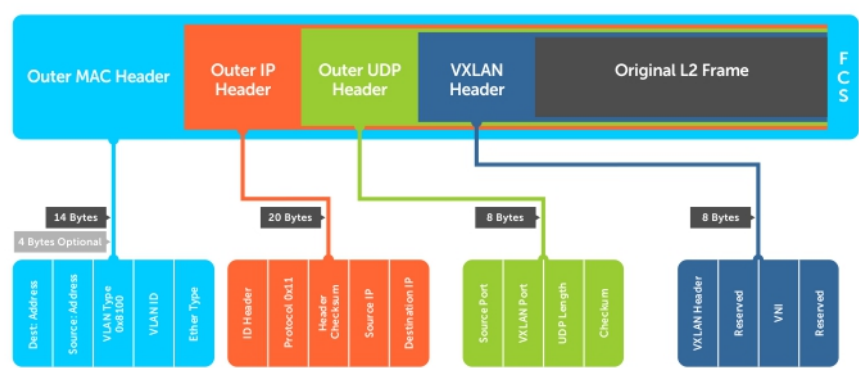 Outer MAC Header
Outer IP
Header
Outer UDP
Header
VXLAN
Header
Original L2 Frame
F
C
S
14 Bytes
4 Bytes Optional
20 Bytes
8 Bytes
8 Bytes
Dest: Address
Source: Address
VLAN Type
0x8100
VLAN ID
Ether Type
ID Header
Protocol 0x11
Header
Checksum
Source IP
Destination IP
Source Port
VXLAN Port
UDP Length
Checkum
VXLAN Header
Reserved
VNI
Reserved